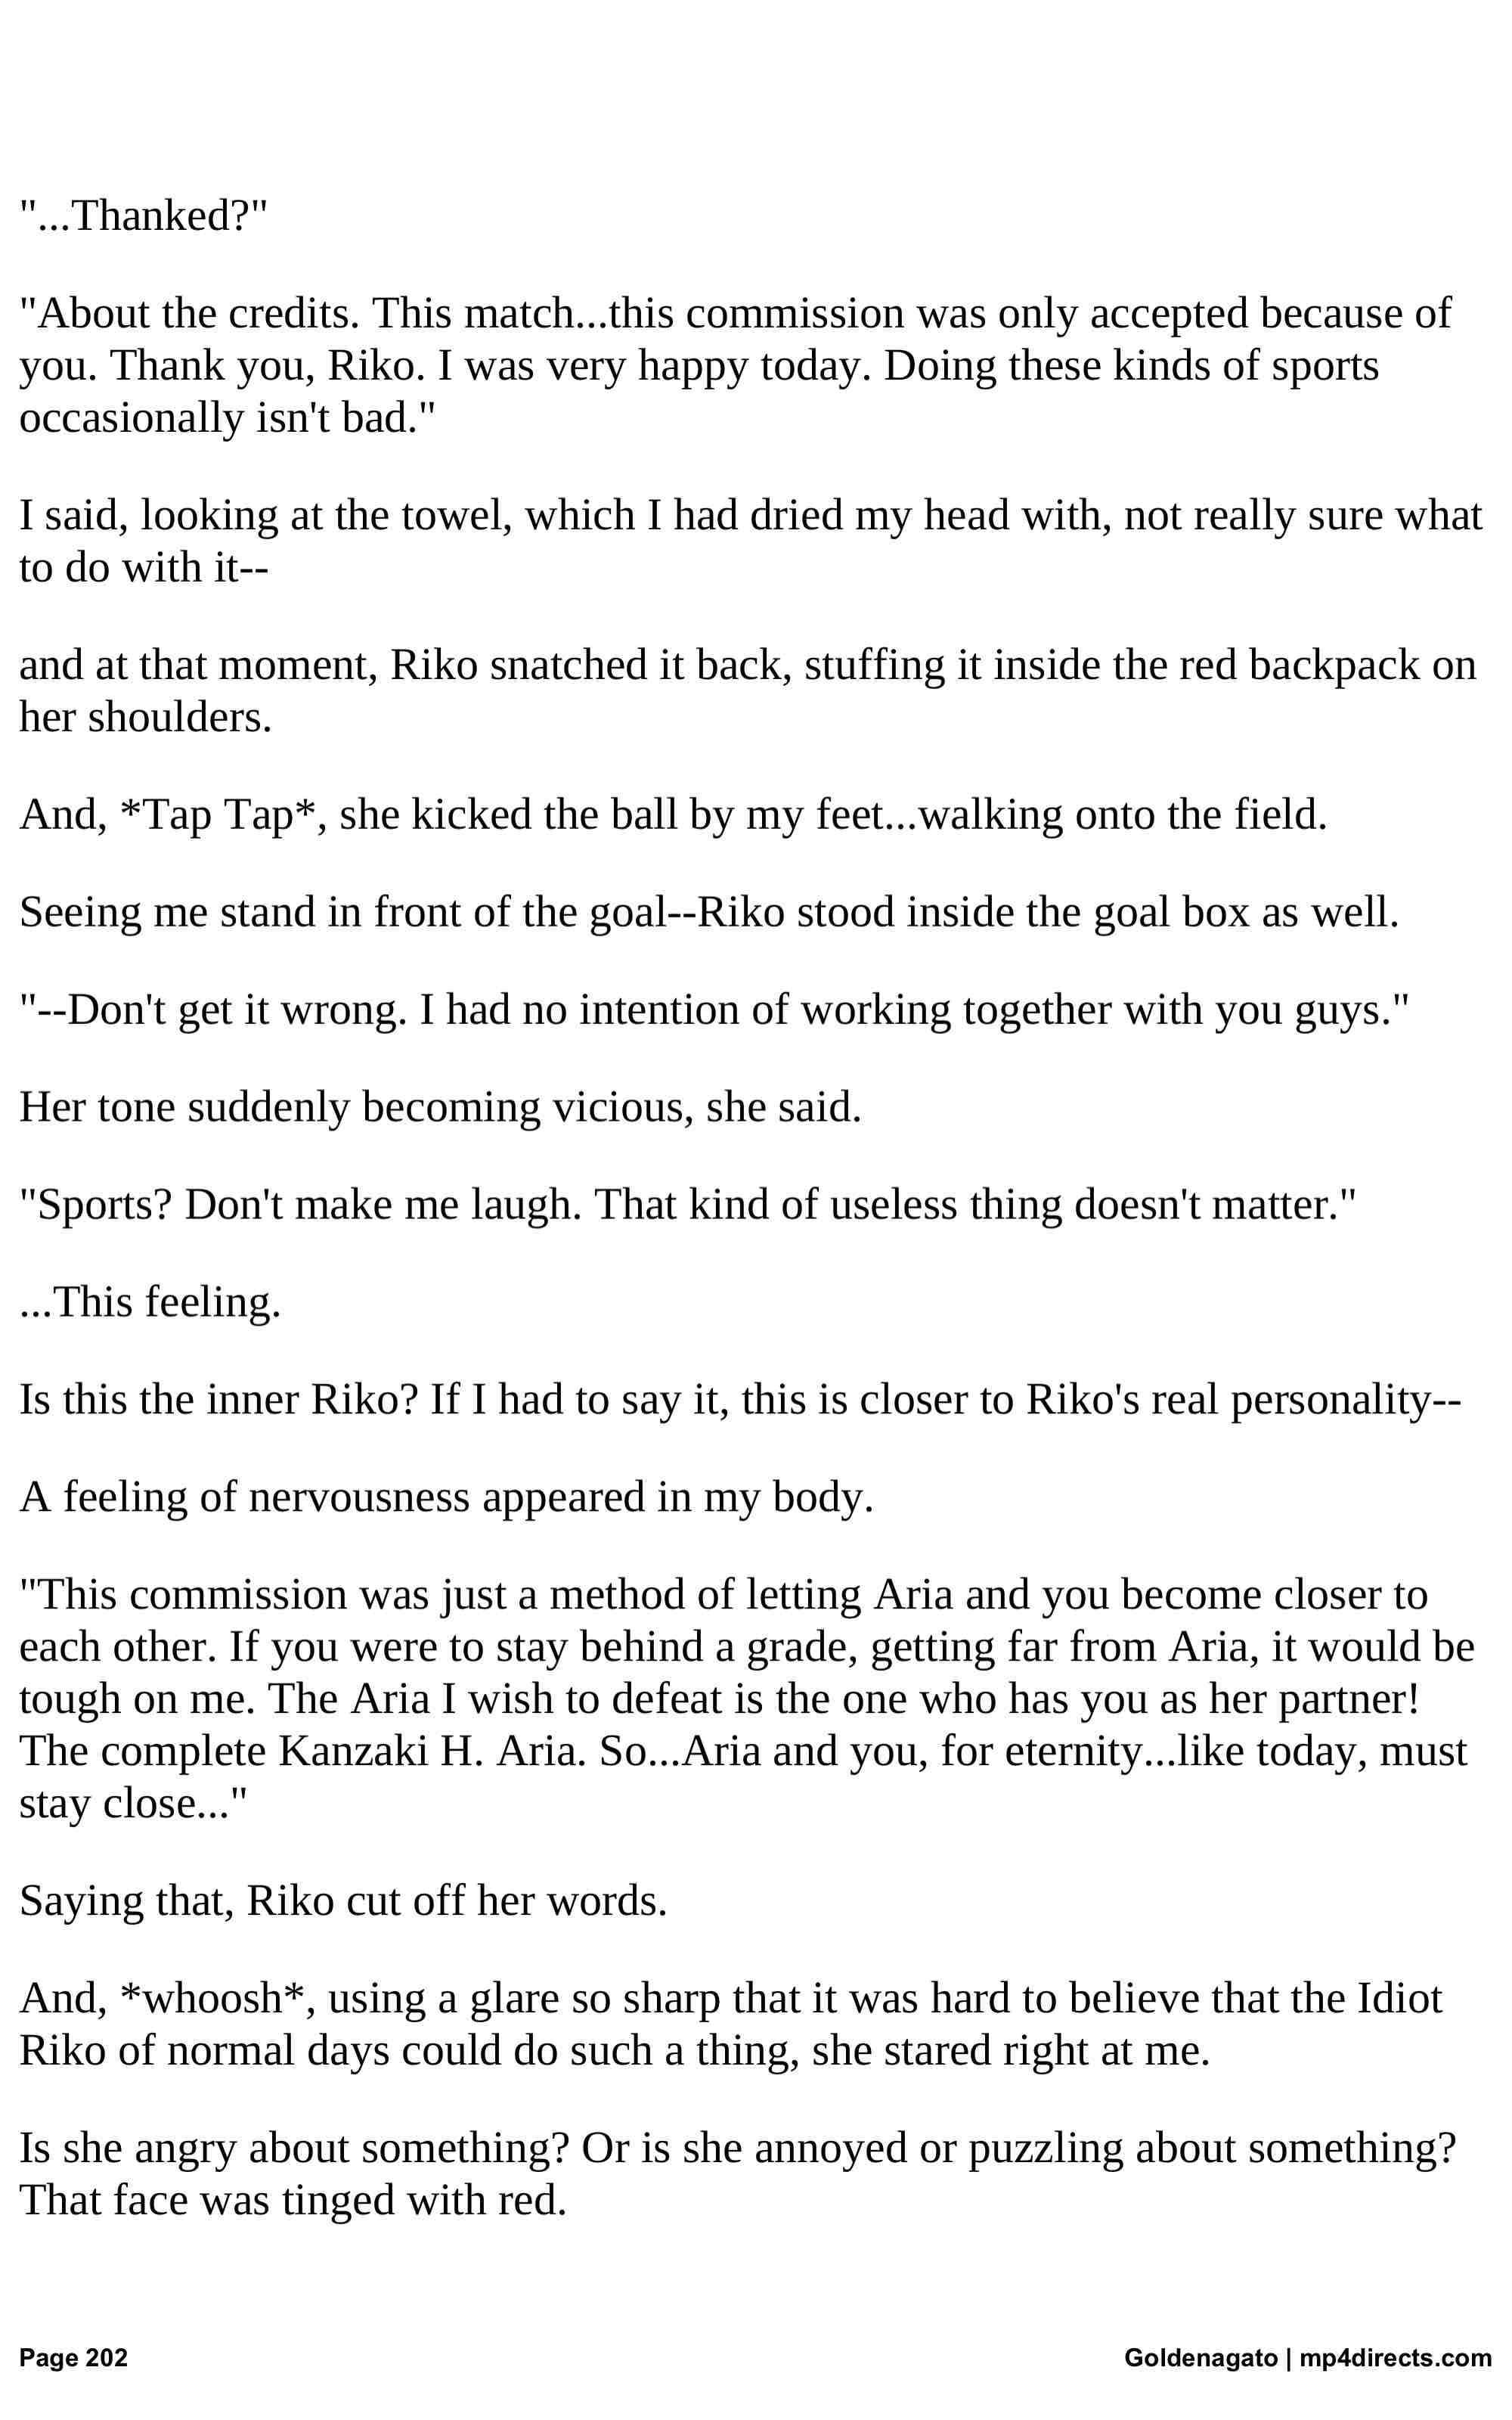 "...Thanked?"
"About the credits. This match...this commission was only accepted because of
you. Thank you, Riko. I was very happy today. Doing these kinds of sports
occasionally isn't bad."
I said, looking at the towel, which I had dried my head with, not really sure what
to do with it--
and at that moment, Riko snatched it back, stuffing it inside the red backpack on
her shoulders.
And, *Tap Tap*, she kicked the ball by my feet...walking onto the field.
Seeing me stand in front of the goal--Riko stood inside the goal box as well.
"--Don't get it wrong. I had no intention of working together with you guys."
Her tone suddenly becoming vicious, she said.
"Sports? Don't make me laugh. That kind of useless thing doesn't matter."
...This feeling.
Is this the inner Riko? If I had to say it, this is closer to Riko's real personality--
A feeling of nervousness appeared in my body.
"This commission was just a method of letting Aria and you become closer to
each other. If you were to stay behind a grade, getting far from Aria, it would be
tough on me. The Aria I wish to defeat is the one who has you as her partner!
The complete Kanzaki H. Aria. So...Aria and you, for eternity...like today, must
stay close..."
Saying that, Riko cut off her words.
And, *whoosh*, using a glare so sharp that it was hard to believe that the Idiot
Riko of normal days could do such a thing, she stared right at me.
Is she angry about something? Or is she annoyed or puzzling about something?
That face was tinged with red.
Page 202
Goldenagato | mp4directs.com